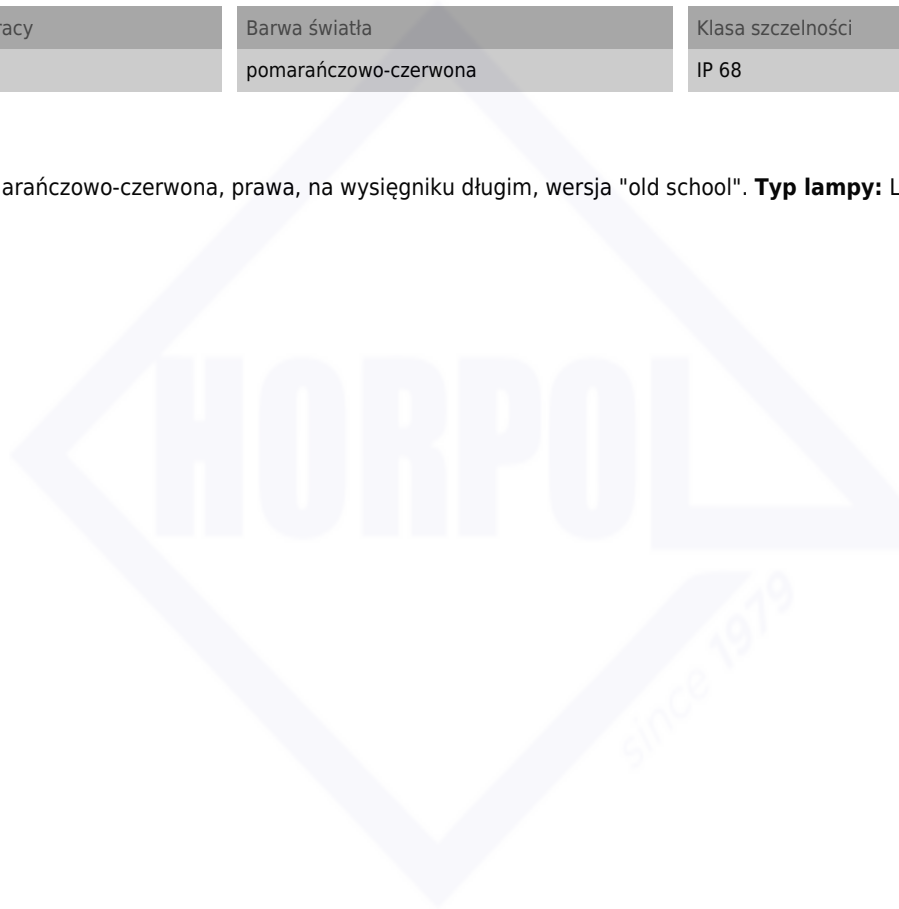 racy Barwa światła Klasa szczelności
pomarańczowo-czerwona IP 68
arańczowo-czerwona, prawa, na wysięgniku długim, wersja "old school". Typ lampy: L
HORPOL
since 1979